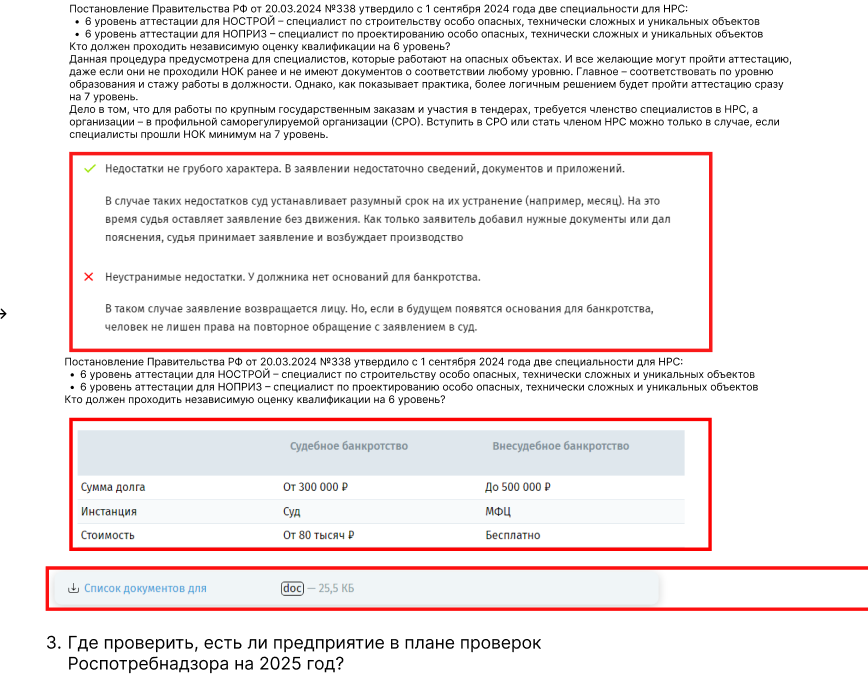 Постановление Правительства РФ от 20.03.2024 №338 утвердило с 1 сентября 2024 года две специальности для НРС:
• 6 уровень аттестации для НОСТРОЙ – специалист по строительству особо опасных, технически сложных и уникальных объектов
• 6 уровень аттестации для НОПРИЗ – специалист по проектированию особо опасных, технически сложных и уникальных объектов
Кто должен проходить независимую оценку квалификации на 6 уровень?
Данная процедура предусмотрена для специалистов, которые работают на опасных объектах. И все желающие могут пройти аттестацию,
даже если они не проходили НОК ранее и не имеют документов о соответствии любому уровню. Главное – соответствовать по уровню
образования и стажу работы в должности. Однако, как показывает практика, более логичным решением будет пройти аттестацию сразу
на 7 уровень.
Дело в том, что для работы по крупным государственным заказам и участия в тендерах, требуется членство специалистов в НРС, а
организации – в профильной саморегулируемой организации (СРО). Вступить в СРО или стать членом НРС можно только в случае, если
специалисты прошли НОК минимум на 7 уровень.
Недостатки не грубого характера. В заявлении недостаточно сведений, документов и приложений.
В случае таких недостатков суд устанавливает разумный срок на их устранение (например, месяц). На это
время судья оставляет заявление без движения. Как только заявитель добавил нужные документы или дал
пояснения, судья принимает заявление и возбуждает производство
Неустранимые недостатки. У должника нет оснований для банкротства.
В таком случае заявление возвращается лицу. Но, если в будущем появятся основания для банкротства,
человек не лишен права на повторное обращение с заявлением в суд.
Постановление Правительства РФ от 20.03.2024 №338 утвердило с 1 сентября 2024 года две специальности для НРС:
• 6 уровень аттестации для НОСТРОЙ – специалист по строительству особо опасных, технически сложных и уникальных объектов
• 6 уровень аттестации для НОПРИЗ – специалист по проектированию особо опасных, технически сложных и уникальных объектов
Кто должен проходить независимую оценку квалификации на 6 уровень?
Судебное банкротство Внесудебное банкротство
Сумма долга От 300 000 ₽ До 500 000 ₽
Инстанция Суд МФЦ
Стоимость От 80 тысяч ₽ Бесплатно
Список документов для doc — 25,5 КБ
3. Где проверить, есть ли предприятие в плане проверок
Роспотребнадзора на 2025 год?